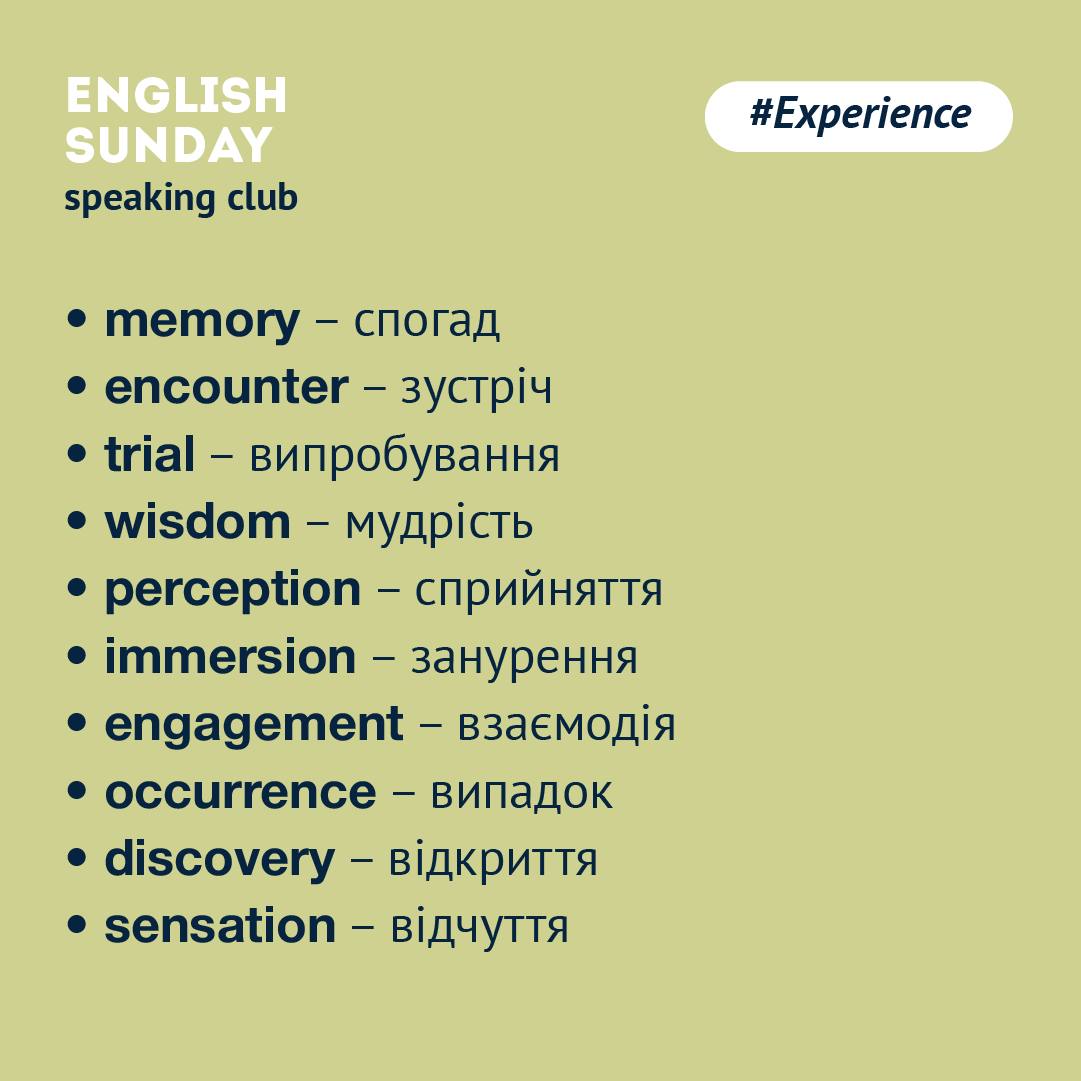 ENGLISH
SUNDAY
speaking club
#Experience
• memory – спогад
• encounter – зустріч
• trial – випробування
• wisdom – мудрість
• perception – сприйняття
• immersion – занурення
• engagement – взаємодія
• occurrence – випадок
• discovery – відкриття
• sensation – відчуття